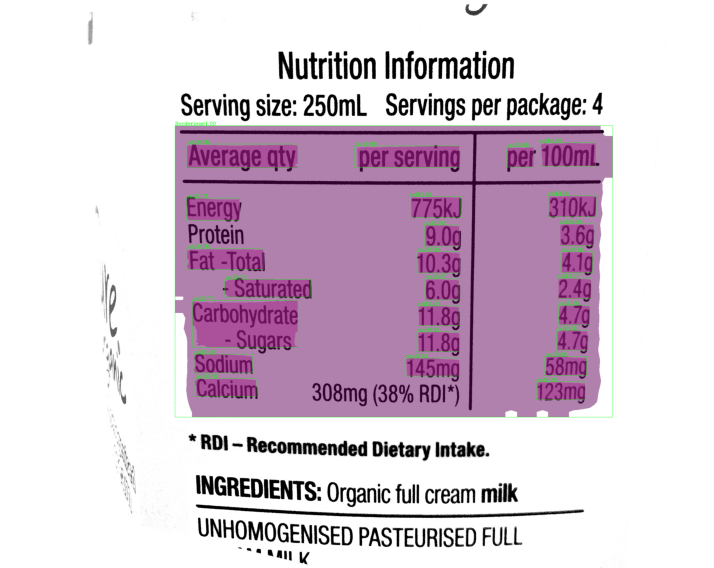 Nutrition Information
Serving size: 250mL Servings per package: 4
Average qty per serving per 100mL
Energy 775kJ 310kJ
Protein 9.0g 3.6g
Fat -Total 10.3g 4.1g
- Saturated 6.0g 2.4g
Carbohydrate 11.8g 4.7g
- Sugars 11.8g 4.7g
Sodium 145mg 58mg
Calcium 308mg (38% RDI*) 123mg
* RDI – Recommended Dietary Intake.
INGREDIENTS: Organic full cream milk
UNHOMOGENISED PASTEURISED FULL
MILK